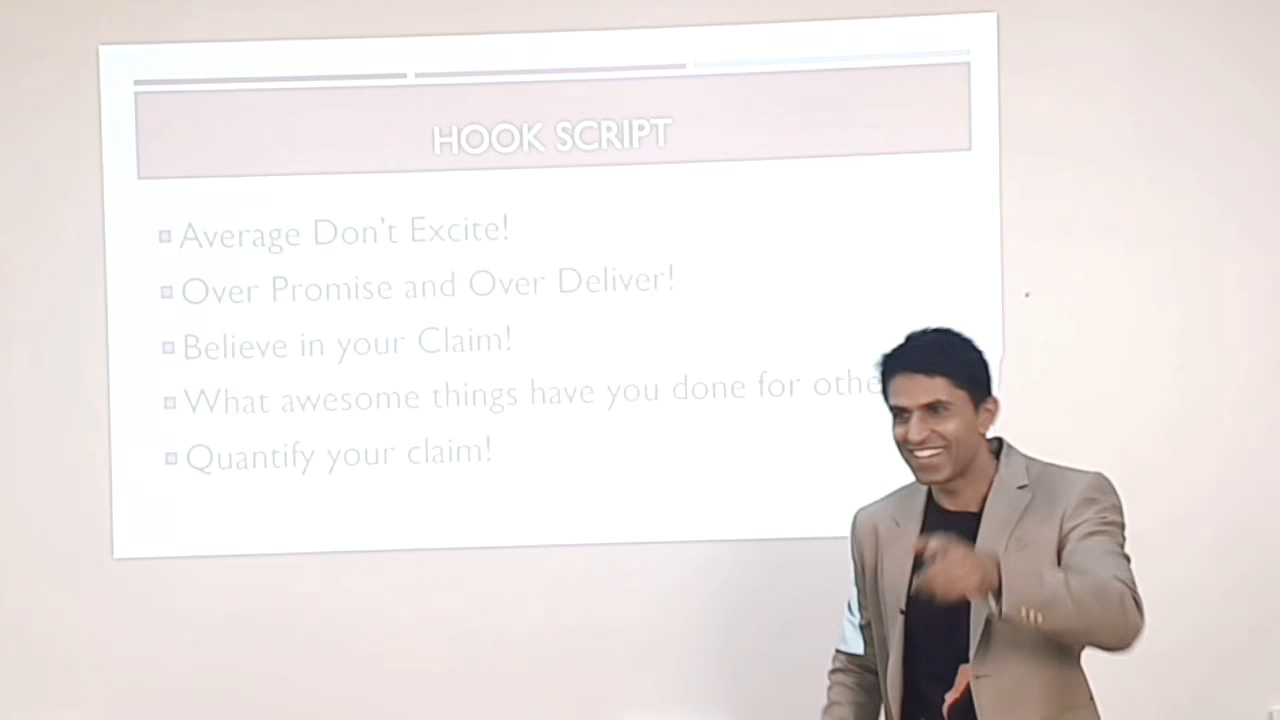 HOOK SCRIPT
Average Don't Excite!
Over Promise and Over Deliver!
Believe in your Claim!
What awesome things have you done for othe
Quantify your claim!